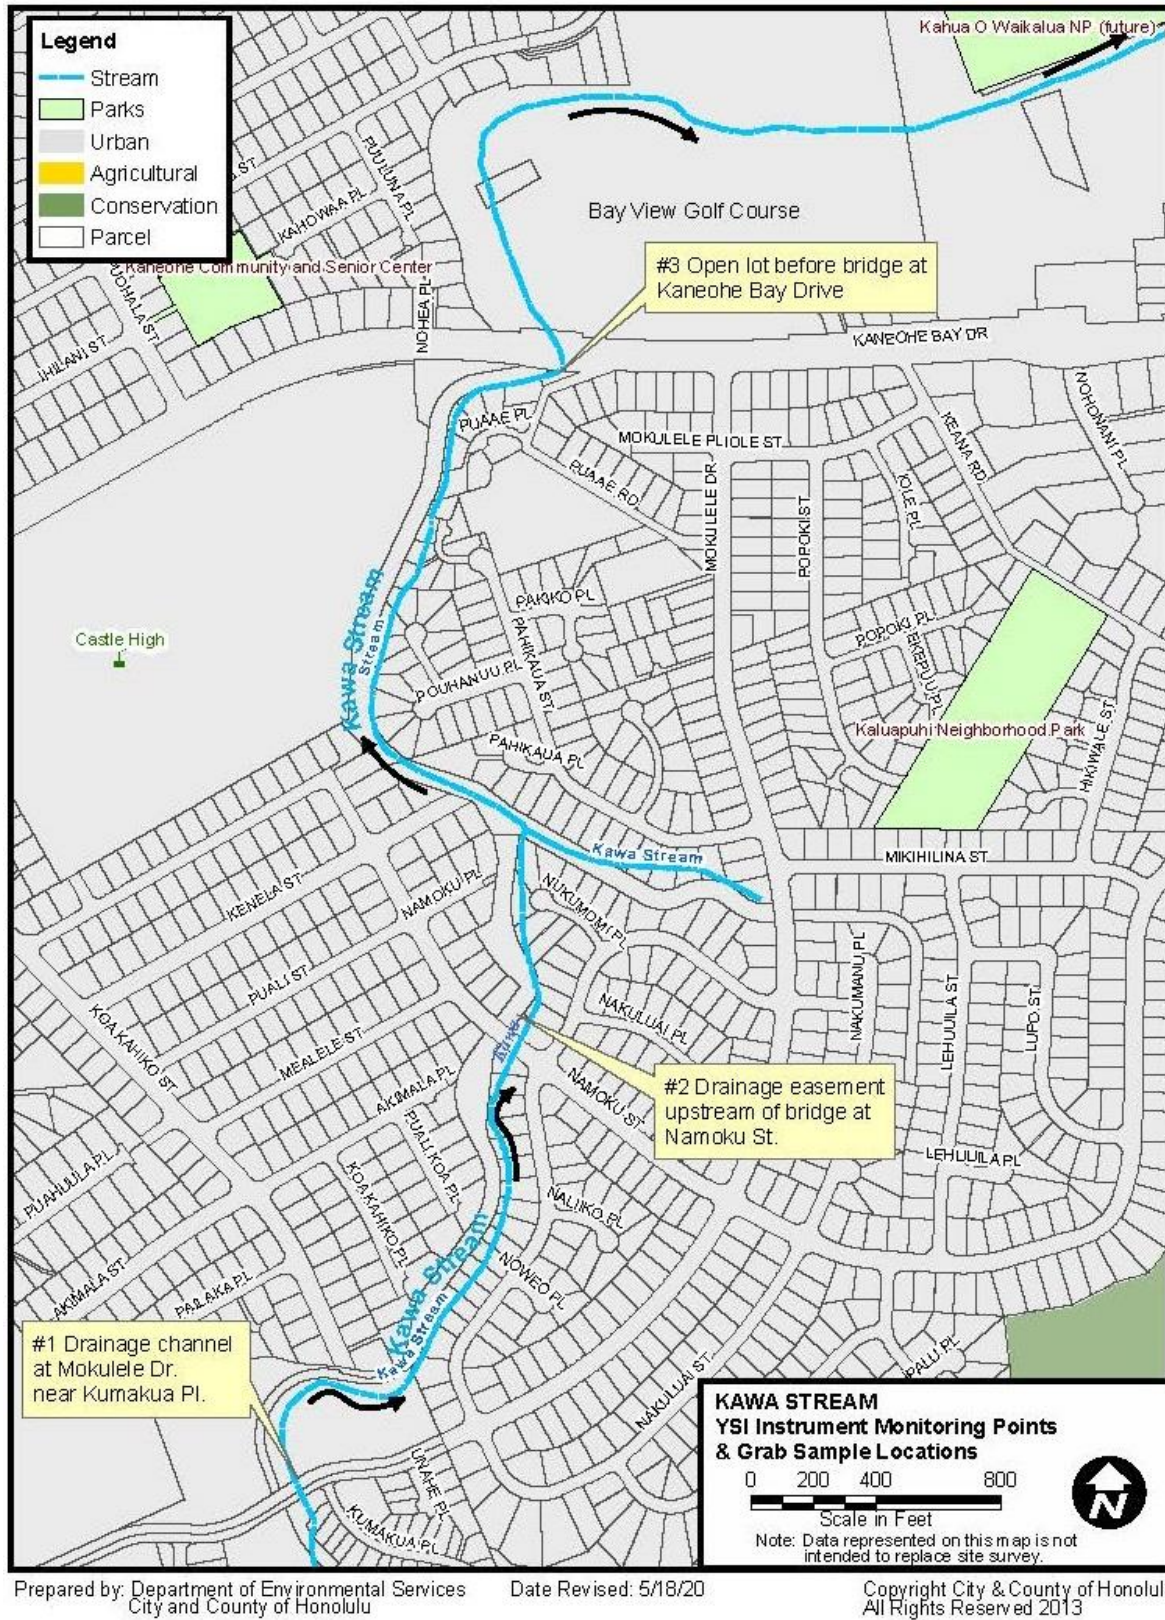 Legend
Stream
Parks
Urban
Agricultural
Conservation
Parcel
Kahua O Waikalua NP (future)
PUULUNA PL
KAHOWAA PL
Bay View Golf Course
Kaneohe Community and Senior Center
#3 Open lot before bridge at
Kaneohe Bay Drive
NOHEA PL
IHILANI ST
KANEOHE BAY DR
PUAAE PL
MOKULELE PL
IOLE ST
NOHONANI PL
KEANA RD
PUAAE RD
MOKULELE DR
IOLE PL
POPOKI ST
PAKIKO PL
PAHIKAUA ST
POPOKI PL
EKEPUU PL
Castle High
Kawa Stream
Stream
POUHANUU PL
Kaluapuhi Neighborhood Park
HIKIWALE ST
PAHIKAUA PL
Kawa Stream
MIKIHILINA ST
KENELA ST
NAMOKU PL
NUKUMOMI PL
PUALI ST
NAKUMANU PL
LEHUUILA ST
LUPO ST
KOA KAHIKO ST
MEALELE ST
NAKULUAI PL
Kawa
AKIMALA PL
NAMOKU ST
#2 Drainage easement
upstream of bridge at
Namoku St.
PUALI KOA PL
LEHUUILA PL
PUAHUULA PL
KOA KAHIKO PL
NALIIKO PL
Kawa Stream
Kawa Stream
NOWEO PL
AKIMALA ST
PAILAKA PL
#1 Drainage channel
at Mokulele Dr.
near Kumakua Pl.
IPALU PL
NAKULUAI ST
UNAHE PL
KUMAKUA PL
KAWA STREAM
YSI Instrument Monitoring Points
& Grab Sample Locations
0 200 400 800
Scale in Feet
Note: Data represented on this map is not
intended to replace site survey.
N
Prepared by: Department of Environmental Services
City and County of Honolulu
Date Revised: 5/18/20
Copyright City & County of Honolul
All Rights Reserved 2013